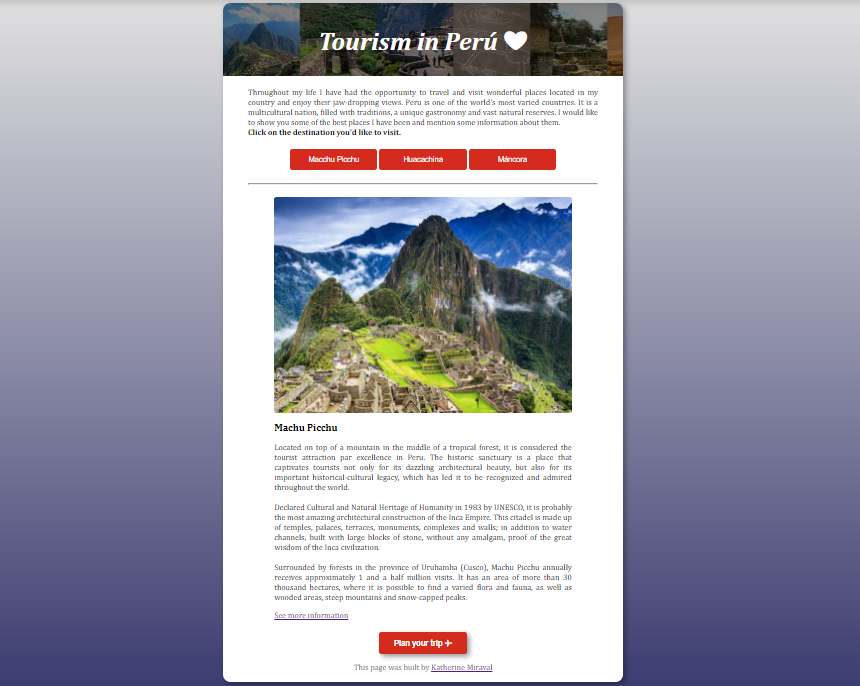 Tourism in Perú
Throughout my life I have had the opportunity to travel and visit wonderful places located in my
country and enjoy their jaw-dropping views. Peru is one of the world's most varied countries. It is a
multicultural nation, filled with traditions, a unique gastronomy and vast natural reserves. I would like
to show you some of the best places I have been and mention some information about them.
Click on the destination you'd like to visit.
Macchu Picchu
Huacachina
Máncora
Machu Picchu
Located on top of a mountain in the middle of a tropical forest, it is considered the
tourist attraction par excellence in Peru. The historic sanctuary is a place that
captivates tourists not only for its dazzling architectural beauty, but also for its
important historical-cultural legacy, which has led it to be recognized and admired
throughout the world.
Declared Cultural and Natural Heritage of Humanity in 1983 by UNESCO, it is probably
the most amazing architectural construction of the Inca Empire. This citadel is made up
of temples, palaces, terraces, monuments, complexes and walls; in addition to water
channels, built with large blocks of stone, without any amalgam, proof of the great
wisdom of the Inca civilization.
Surrounded by forests in the province of Urubamba (Cusco), Machu Picchu annually
receives approximately 1 and a half million visits. It has an area of more than 30
thousand hectares, where it is possible to find a varied flora and fauna, as well as
wooded areas, steep mountains and snow-capped peaks.
See more information
Plan your trip
This page was built by Katherine Miraval